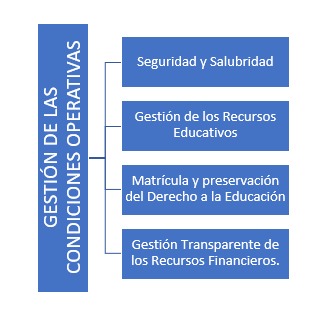 GESTIÓN DE LAS
CONDICIONES OPERATIVAS
Seguridad y Salubridad
Gestión de los Recursos
Educativos
Matrícula y preservación
del Derecho a la Educación
Gestión Transparente de
los Recursos Financieros.